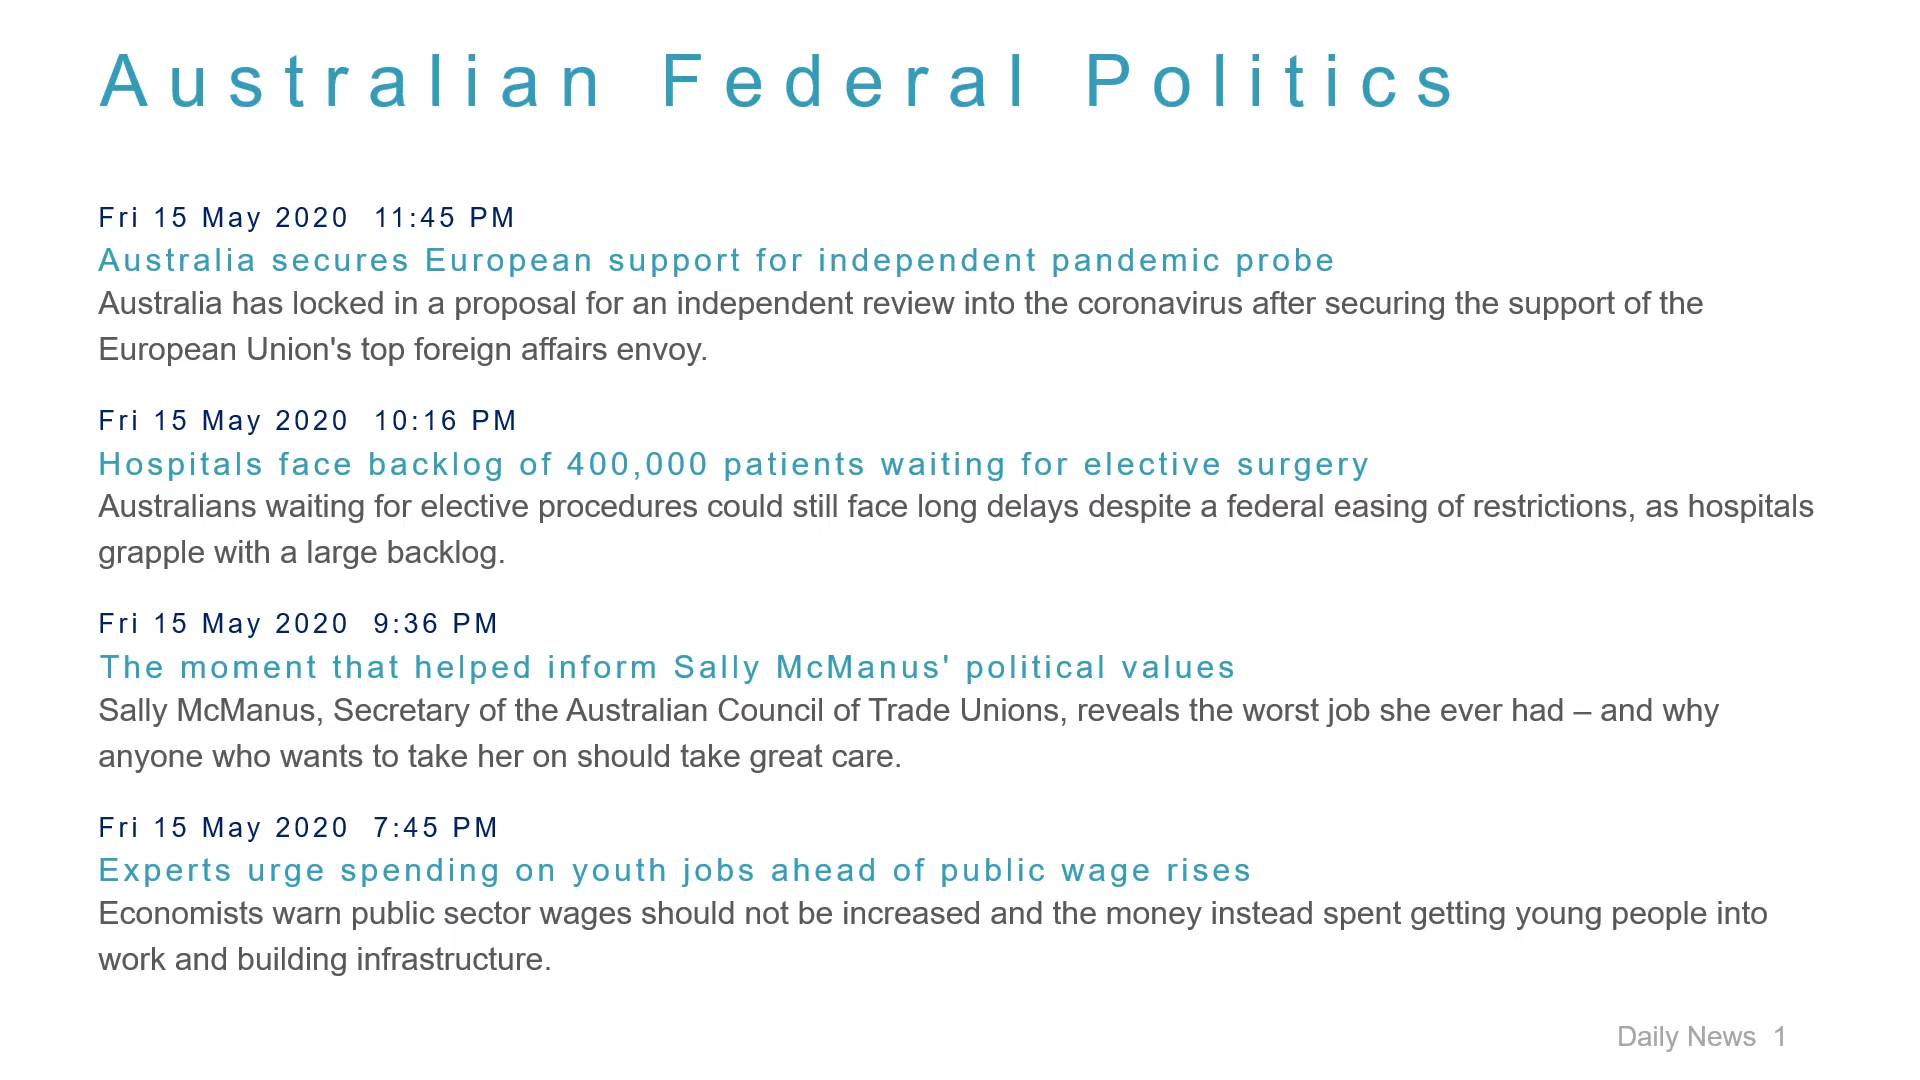 Australian Federal Politics
Fri 15 May 2020  11:45 PM
Australia secures European support for independent pandemic probe
Australia has locked in a proposal for an independent review into the coronavirus after securing the support of the
European Union's top foreign affairs envoy.
Fri 15 May 2020  10:16 PM
Hospitals face backlog of 400,000 patients waiting for elective surgery
Australians waiting for elective procedures could still face long delays despite a federal easing of restrictions, as hospitals
grapple with a large backlog.
Fri 15 May 2020  9:36 PM
The moment that helped inform Sally McManus' political values
Sally McManus, Secretary of the Australian Council of Trade Unions, reveals the worst job she ever had – and why
anyone who wants to take her on should take great care.
Fri 15 May 2020  7:45 PM
Experts urge spending on youth jobs ahead of public wage rises
Economists warn public sector wages should not be increased and the money instead spent getting young people into
work and building infrastructure.
Daily News  1